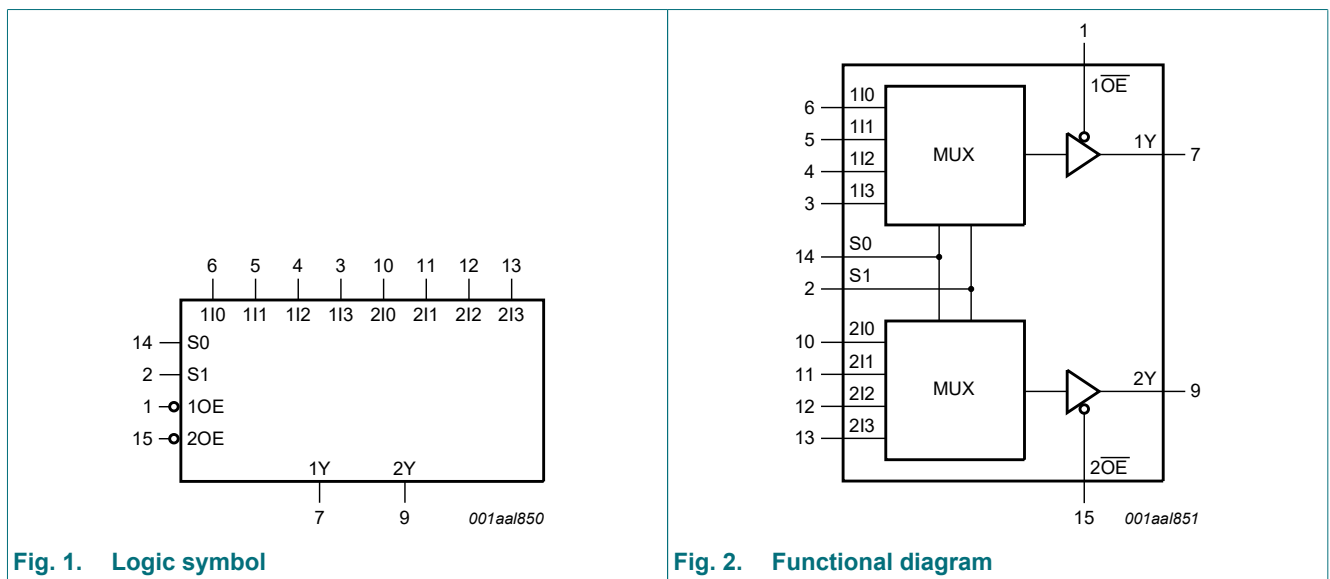 6 5 4 3 10 11 12 13
1I0 1I1 1I2 1I3 2I0 2I1 2I2 2I3
14 S0
2 S1
1 1OE
15 2OE
1Y 2Y
7 9 001aal850
Fig. 1. Logic symbol
1
1O̅E̅
6 1I0
5 1I1
4 1I2
3 1I3
MUX
1Y 7
14 S0
2 S1
10 2I0
11 2I1
12 2I2
13 2I3
MUX
2Y 9
2O̅E̅
15 001aal851
Fig. 2. Functional diagram